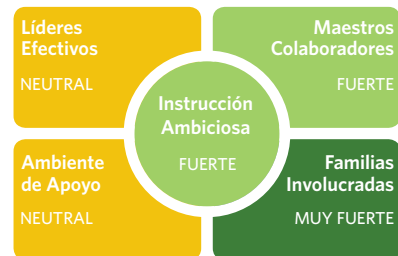 Líderes
Efectivos
NEUTRAL
Maestros
Colaboradores
FUERTE
Instrucción
Ambiciosa
FUERTE
Ambiente
de Apoyo
NEUTRAL
Familias
Involucradas
MUY FUERTE